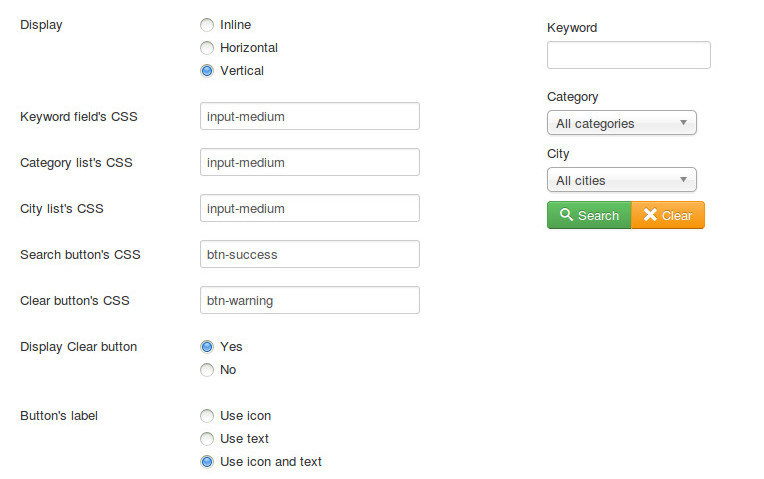 Display
Inline
Horizontal
Vertical
Keyword field's CSS
input-medium
Category list's CSS
input-medium
City list's CSS
input-medium
Search button's CSS
btn-success
Clear button's CSS
btn-warning
Display Clear button
Yes
No
Button's label
Use icon
Use text
Use icon and text
Keyword
Category
All categories
City
All cities
Search Clear